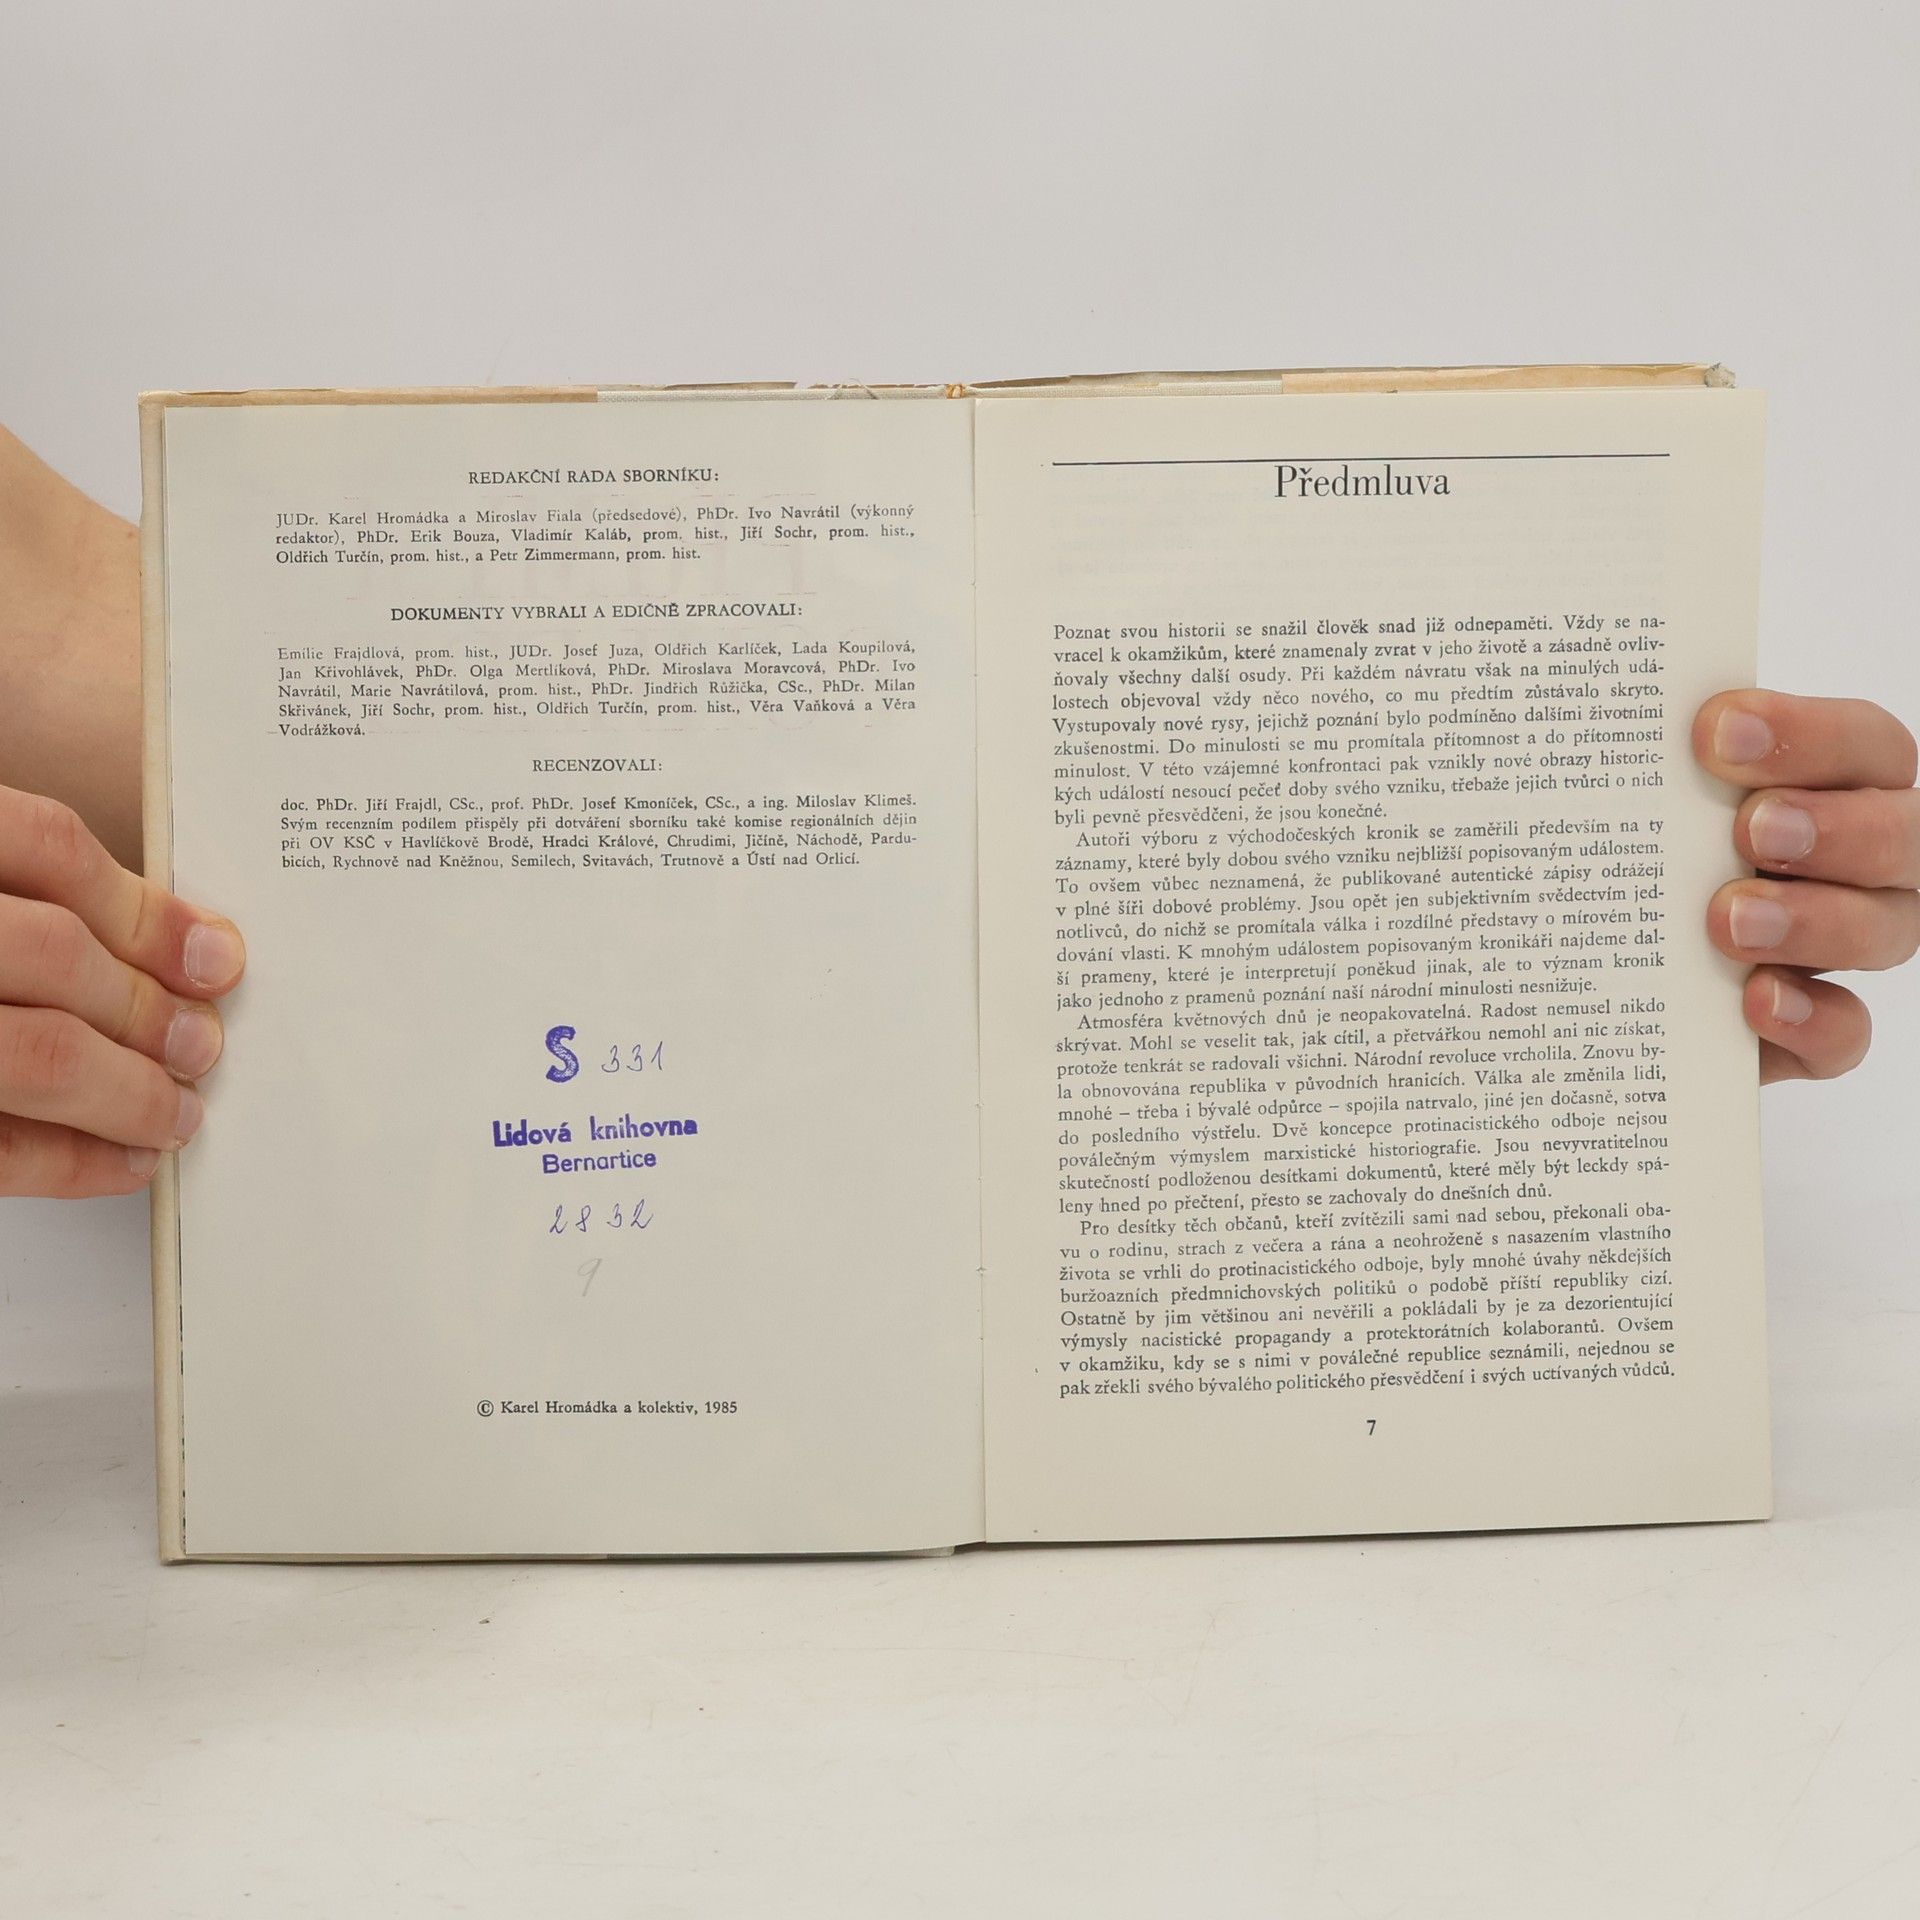 REDAKČNÍ RADA SBORNÍKU:
JUDr. Karel Hromádka a Miroslav Fiala (předsedové), PhDr. Ivo Navrátil (výkonný
redaktor), PhDr. Erik Bouza, Vladimír Kaláb, prom. hist., Jiří Sochr, prom. hist.,
Oldřich Turčín, prom. hist., a Petr Zimmermann, prom. hist.
DOKUMENTY VYBRALI A EDIČNĚ ZPRACOVALI:
Emílie Frajdlová, prom. hist., JUDr. Josef Juza, Oldřich Karlíček, Lada Koupilová,
Jan Křivohlávek, PhDr. Olga Mertlíková, PhDr. Miroslava Moravcová, PhDr. Ivo
Navrátil, Marie Navrátilová, prom. hist., PhDr. Jindřich Růžička, CSc., PhDr. Milan
Skřivánek, Jiří Sochr, prom. hist., Oldřich Turčín, prom. hist., Věra Vaňková a Věra
Vodrážková.
RECENZOVALI:
doc. PhDr. Jiří Frajdl, CSc., prof. PhDr. Josef Kmoníček, CSc., a ing. Miloslav Klimeš.
Svým recenzním podílem přispěly při dotváření sborníku také komise regionálních dějin
při OV KSČ v Havlíčkově Brodě, Hradci Králové, Chrudimi, Jičíně, Náchodě, Pardu-
bicích, Rychnově nad Kněžnou, Semilech, Svitavách, Trutnově a Ústí nad Orlicí.
S 331
Lidová knihovna
Bernartice
2832
9
© Karel Hromádka a kolektiv, 1985
Předmluva
Poznat svou historii se snažil člověk snad již odnepaměti. Vždy se na-
vracel k okamžikům, které znamenaly zvrat v jeho životě a zásadně ovliv-
ňovaly všechny další osudy. Při každém návratu však na minulých udá-
lostech objevoval vždy něco nového, co mu předtím zůstávalo skryto.
Vystupovaly nové rysy, jejichž poznání bylo podmíněno dalšími životními
zkušenostmi. Do minulosti se mu promítala přítomnost a do přítomnosti
minulost. V této vzájemné konfrontaci pak vznikly nové obrazy historic-
kých událostí nesoucí pečeť doby svého vzniku, třebaže jejich tvůrci o nich
byli pevně přesvědčeni, že jsou konečné.
Autoři výboru z východočeských kronik se zaměřili především na ty
záznamy, které byly dobou svého vzniku nejbližší popisovaným událostem.
To ovšem vůbec neznamená, že publikované autentické zápisy odrážejí
v plné šíři dobové problémy. Jsou opět jen subjektivním svědectvím jed-
notlivců, do nichž se promítala válka i rozdílné představy o mírovém bu-
dování vlasti. K mnohým událostem popisovaným kronikáři najdeme dal-
ší prameny, které je interpretují poněkud jinak, ale to význam kronik
jako jednoho z pramenů poznání naší národní minulosti nesnižuje.
Atmosféra květnových dnů je neopakovatelná. Radost nemusel nikdo
skrývat. Mohl se veselit tak, jak cítil, a přetvářkou nemohl ani nic získat,
protože tenkrát se radovali všichni. Národní revoluce vrcholila. Znovu by-
la obnovována republika v původních hranicích. Válka ale změnila lidi,
mnohé – třeba i bývalé odpůrce – spojila natrvalo, jiné jen dočasně, sotva
do posledního výstřelu. Dvě koncepce protinacistického odboje nejsou
poválečným výmyslem marxistické historiografie. Jsou nevyvratitelnou
skutečností podloženou desítkami dokumentů, které měly být leckdy spá-
leny hned po přečtení, přesto se zachovaly do dnešních dnů.
Pro desítky těch občanů, kteří zvítězili sami nad sebou, překonali oba-
vu o rodinu, strach z večera a rána a neohroženě s nasazením vlastního
života se vrhli do protinacistického odboje, byly mnohé úvahy někdejších
buržoazních předmnichovských politiků o podobě příští republiky cizí.
Ostatně by jim většinou ani nevěřili a pokládali by je za dezorientující
výmysly nacistické propagandy a protektorátních kolaborantů. Ovšem
v okamžiku, kdy se s nimi v poválečné republice seznámili, nejednou se
pak zřekli svého bývalého politického přesvědčení i svých uctívaných vůdců.
7